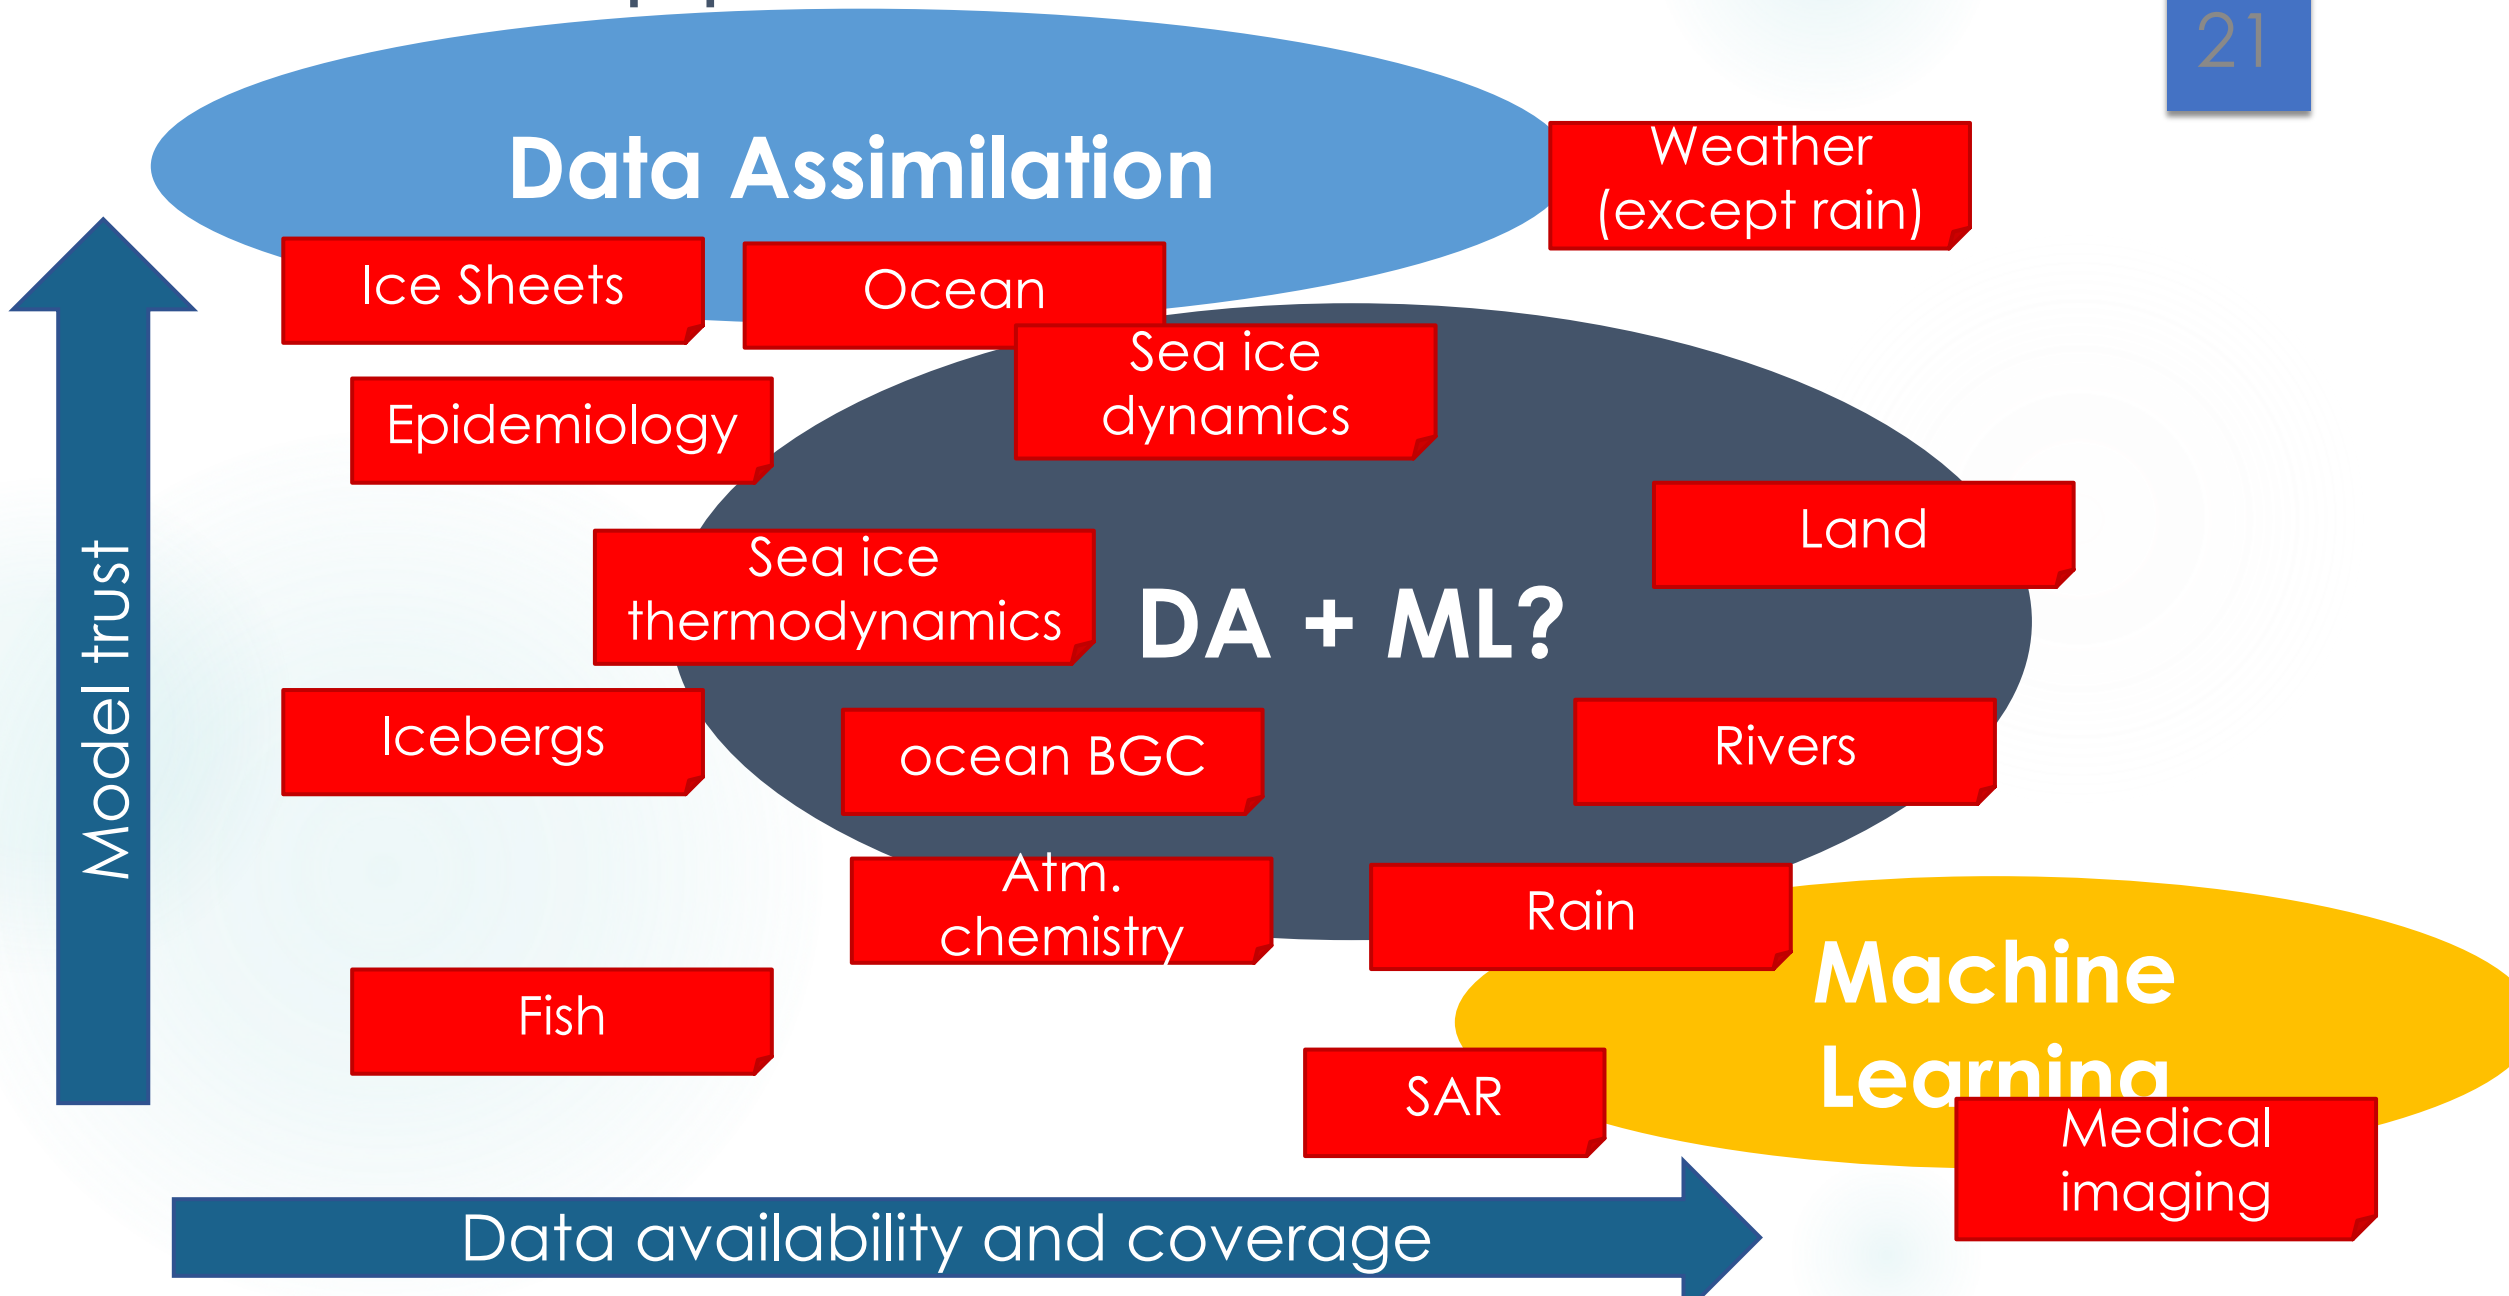 21
Data Assimilation
Weather
(except rain)
Ice Sheets
Ocean
Sea ice
dynamics
Epidemiology
Land
Sea ice
thermodynamics
DA + ML?
Model trust
Icebergs
ocean BGC
Rivers
Atm.
chemistry
Rain
Machine
Learning
Fish
SAR
Medical
imaging
Data availability and coverage